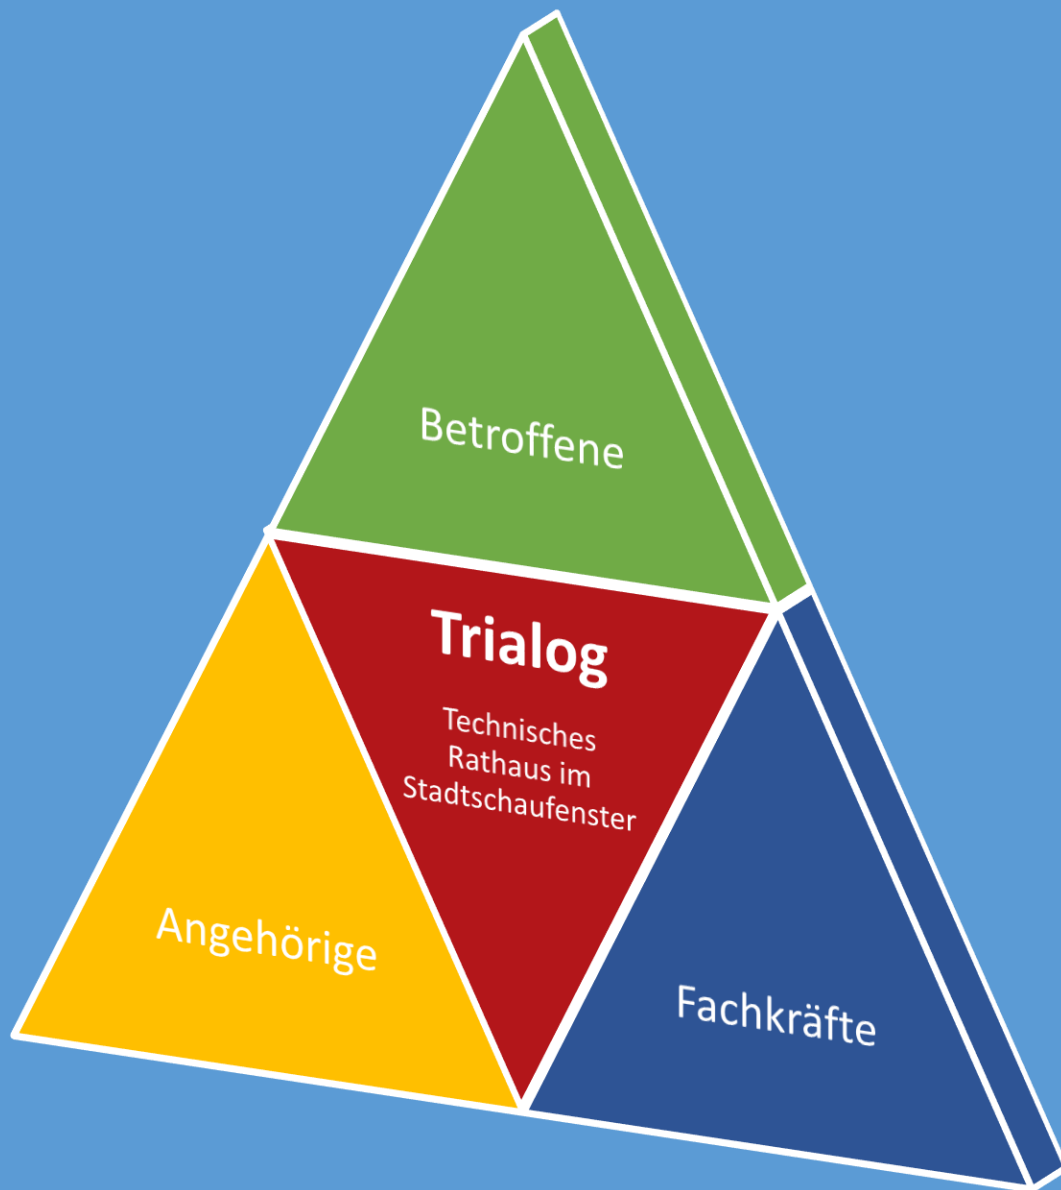 Betroffene
Trialog
Technisches
Rathaus im
Stadtschaufenster
Angehörige
Fachkräfte